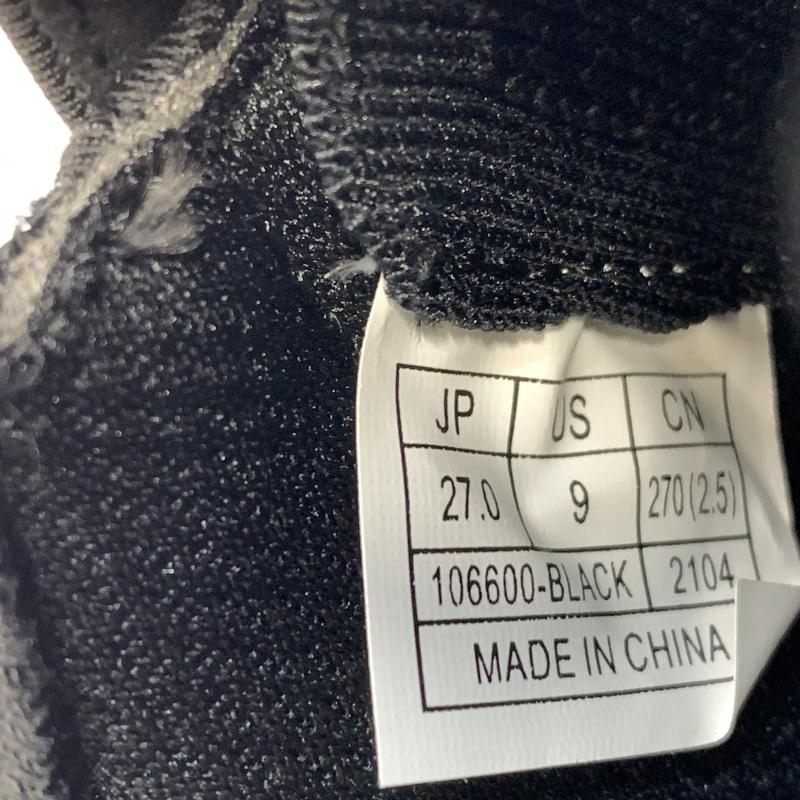 JP US CN
27.0 9 270(2.5)
106600-BLACK 2104
MADE IN CHINA